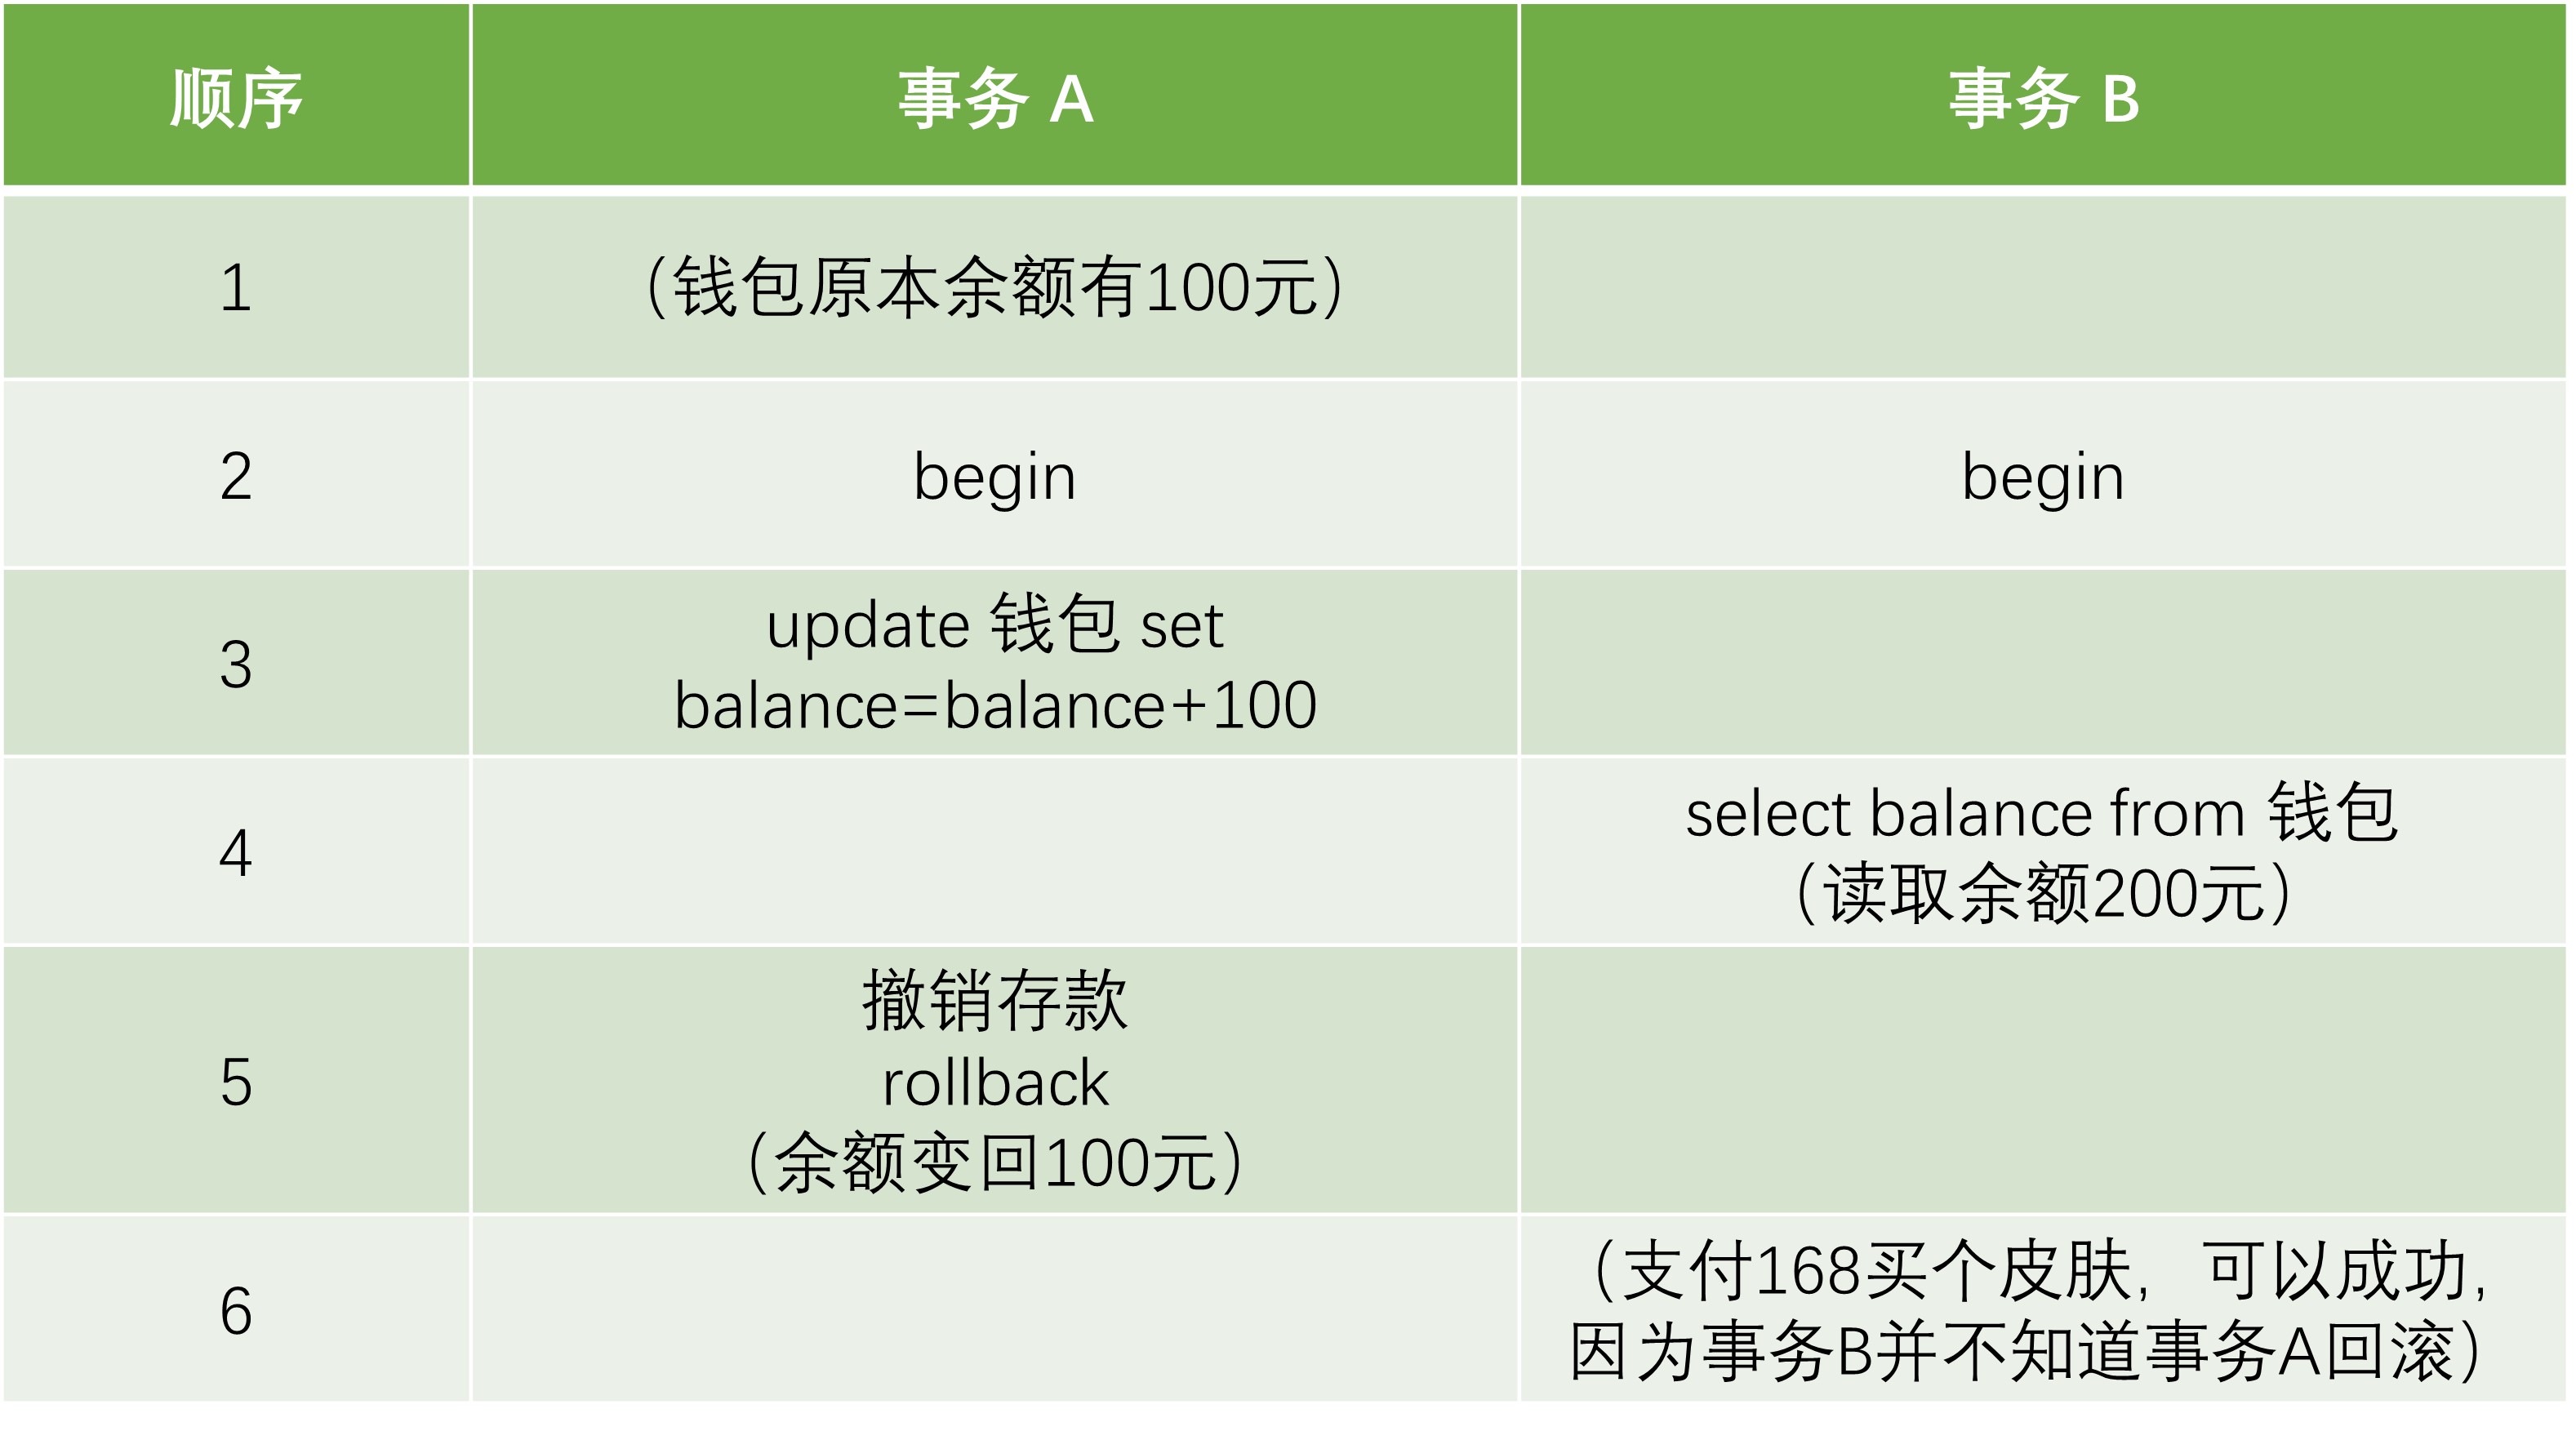 顺序
事务 A
事务 B
1
（钱包原本余额有100元）
2
begin
begin
3
update 钱包 set
balance=balance+100
4
select balance from 钱包
（读取余额200元）
5
撤销存款
rollback
（余额变回100元）
6
（支付168买个皮肤，可以成功，
因为事务B并不知道事务A回滚）